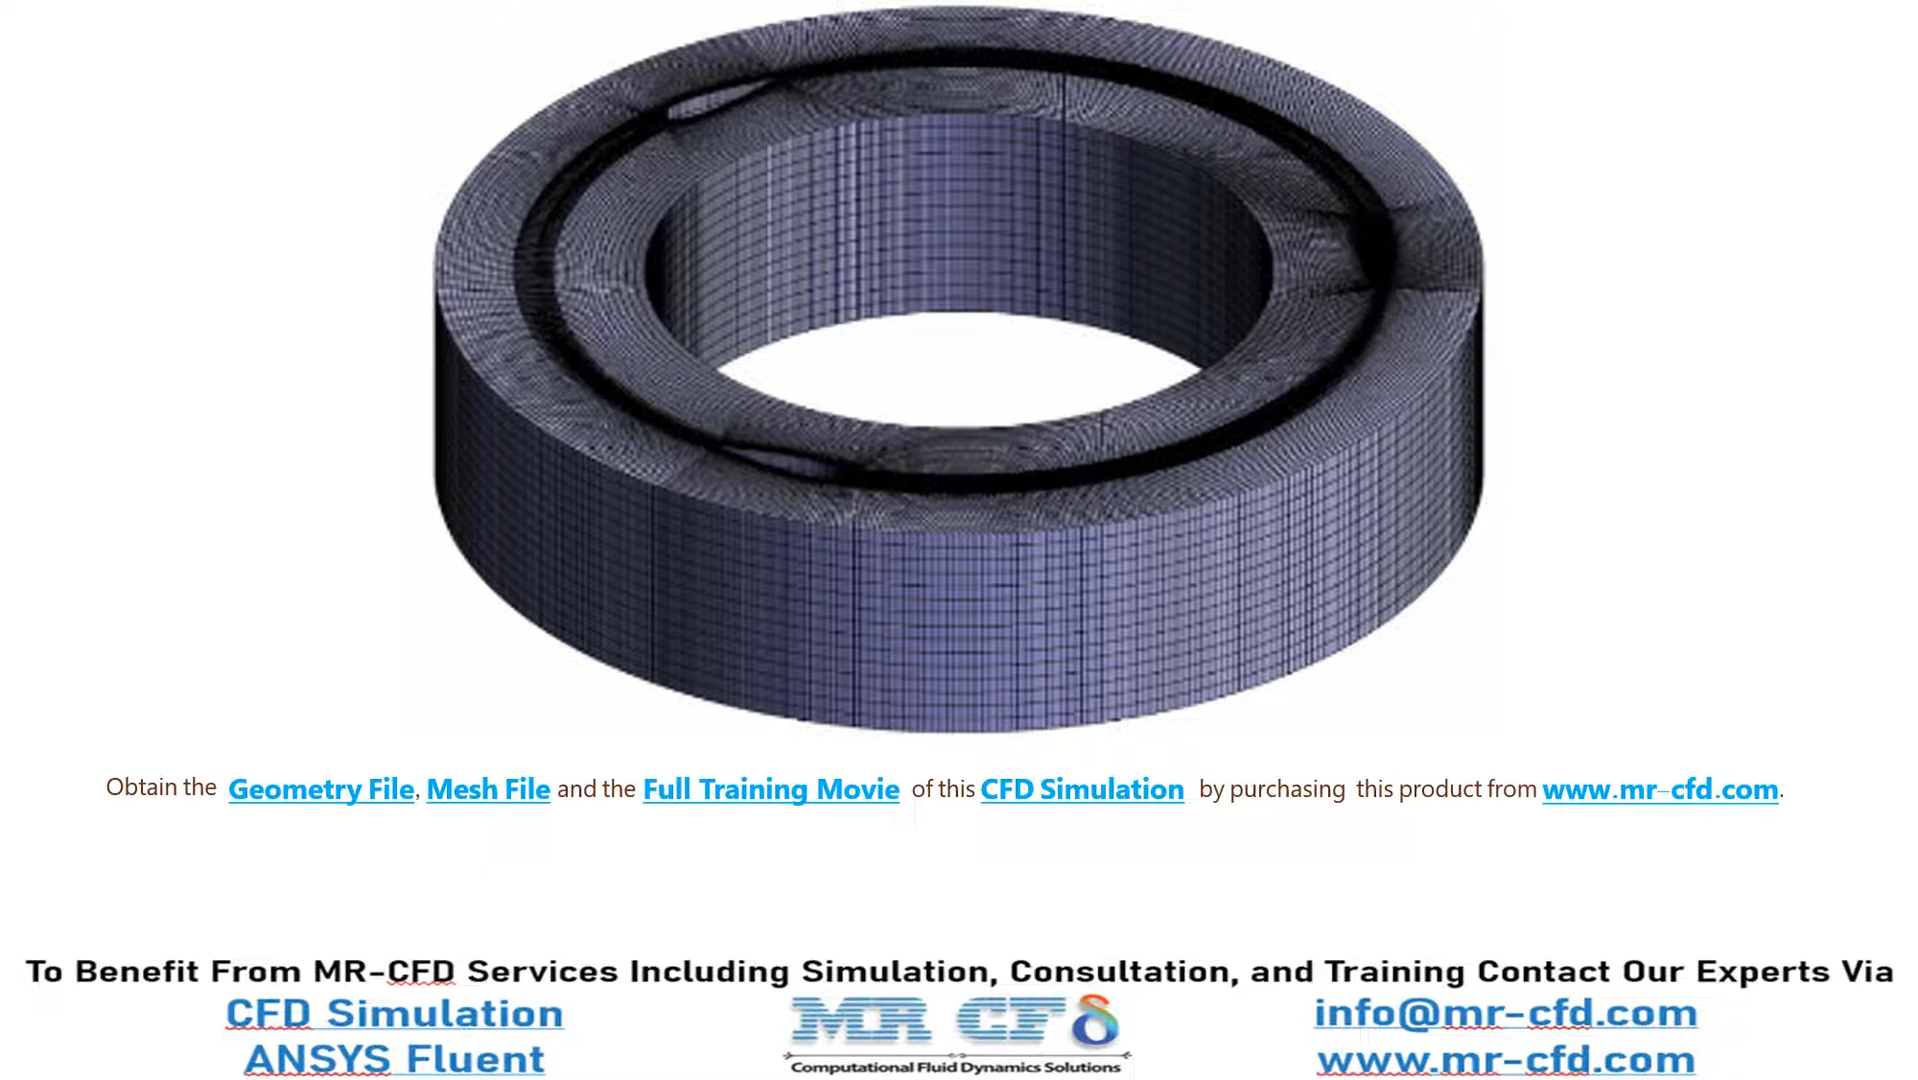 Obtain the Geometry File, Mesh File and the Full Training Movie of this CFD Simulation by purchasing this product from www.mr-cfd.com.
To Benefit From MR-CFD Services Including Simulation, Consultation, and Training Contact Our Experts Via
CFD Simulation
ANSYS Fluent
MR CFδ
Computational Fluid Dynamics Solutions
info@mr-cfd.com
www.mr-cfd.com